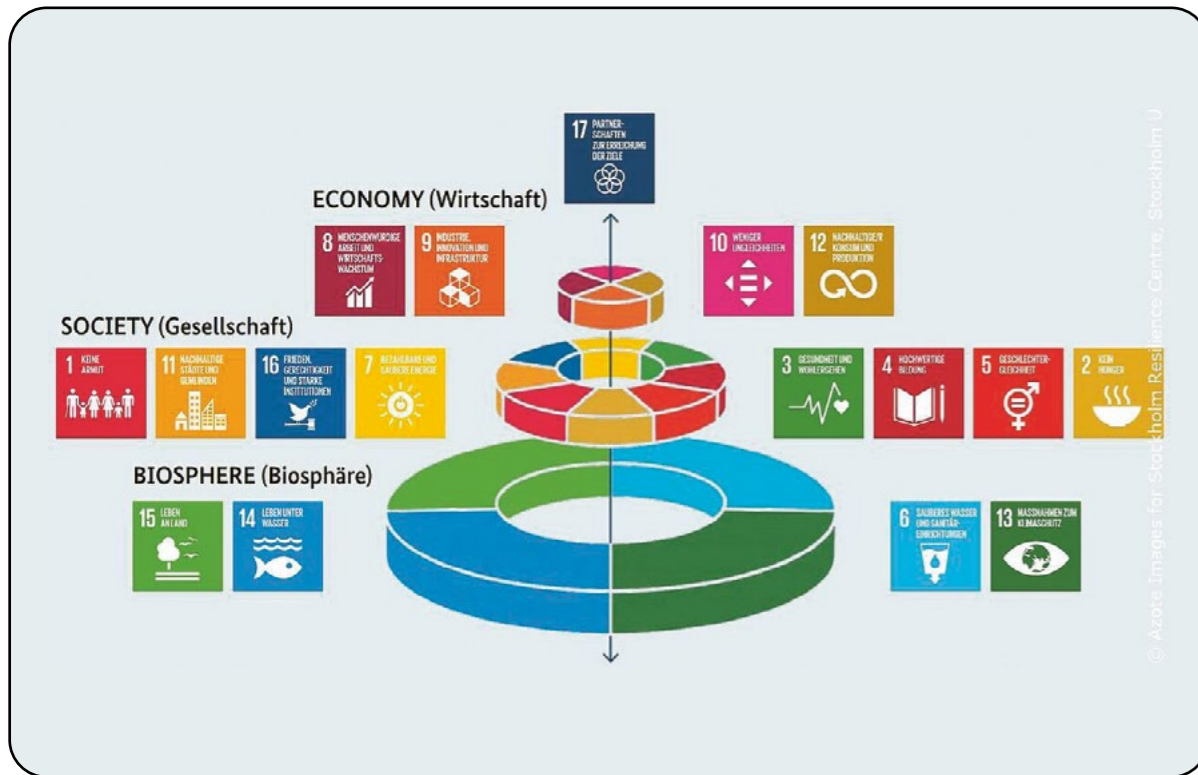 17 PARTNER-
SCHAFTEN
ZUR ERREICHUNG
DER ZIELE
ECONOMY (Wirtschaft)
8 MENSCHENWÜRDIGE
ARBEIT UND
WIRTSCHAFTS-
WACHSTUM
9 INDUSTRIE,
INNOVATION UND
INFRASTRUKTUR
10 WENIGER
UNGLEICHHEITEN
12 NACHHALTIGE/R
KONSUM UND
PRODUKTION
SOCIETY (Gesellschaft)
1 KEINE
ARMUT
11 NACHHALTIGE
STÄDTE UND
GEMEINDEN
16 FRIEDEN,
GERECHTIGKEIT
UND STARKE
INSTITUTIONEN
7 BEZAHLBARE UND
SAUBERE ENERGIE
3 GESUNDHEIT UND
WOHLERGEHEN
4 HOCHWERTIGE
BILDUNG
5 GESCHLECHTER-
GLEICHHEIT
2 KEIN
HUNGER
BIOSPHERE (Biosphäre)
15 LEBEN
AN LAND
14 LEBEN UNTER
WASSER
6 SAUBERES WASSER
UND SANITÄR-
EINRICHTUNGEN
13 MASSNAHMEN ZUM
KLIMASCHUTZ
© Azote Images for Stockholm Resilience Centre, Stockholm U